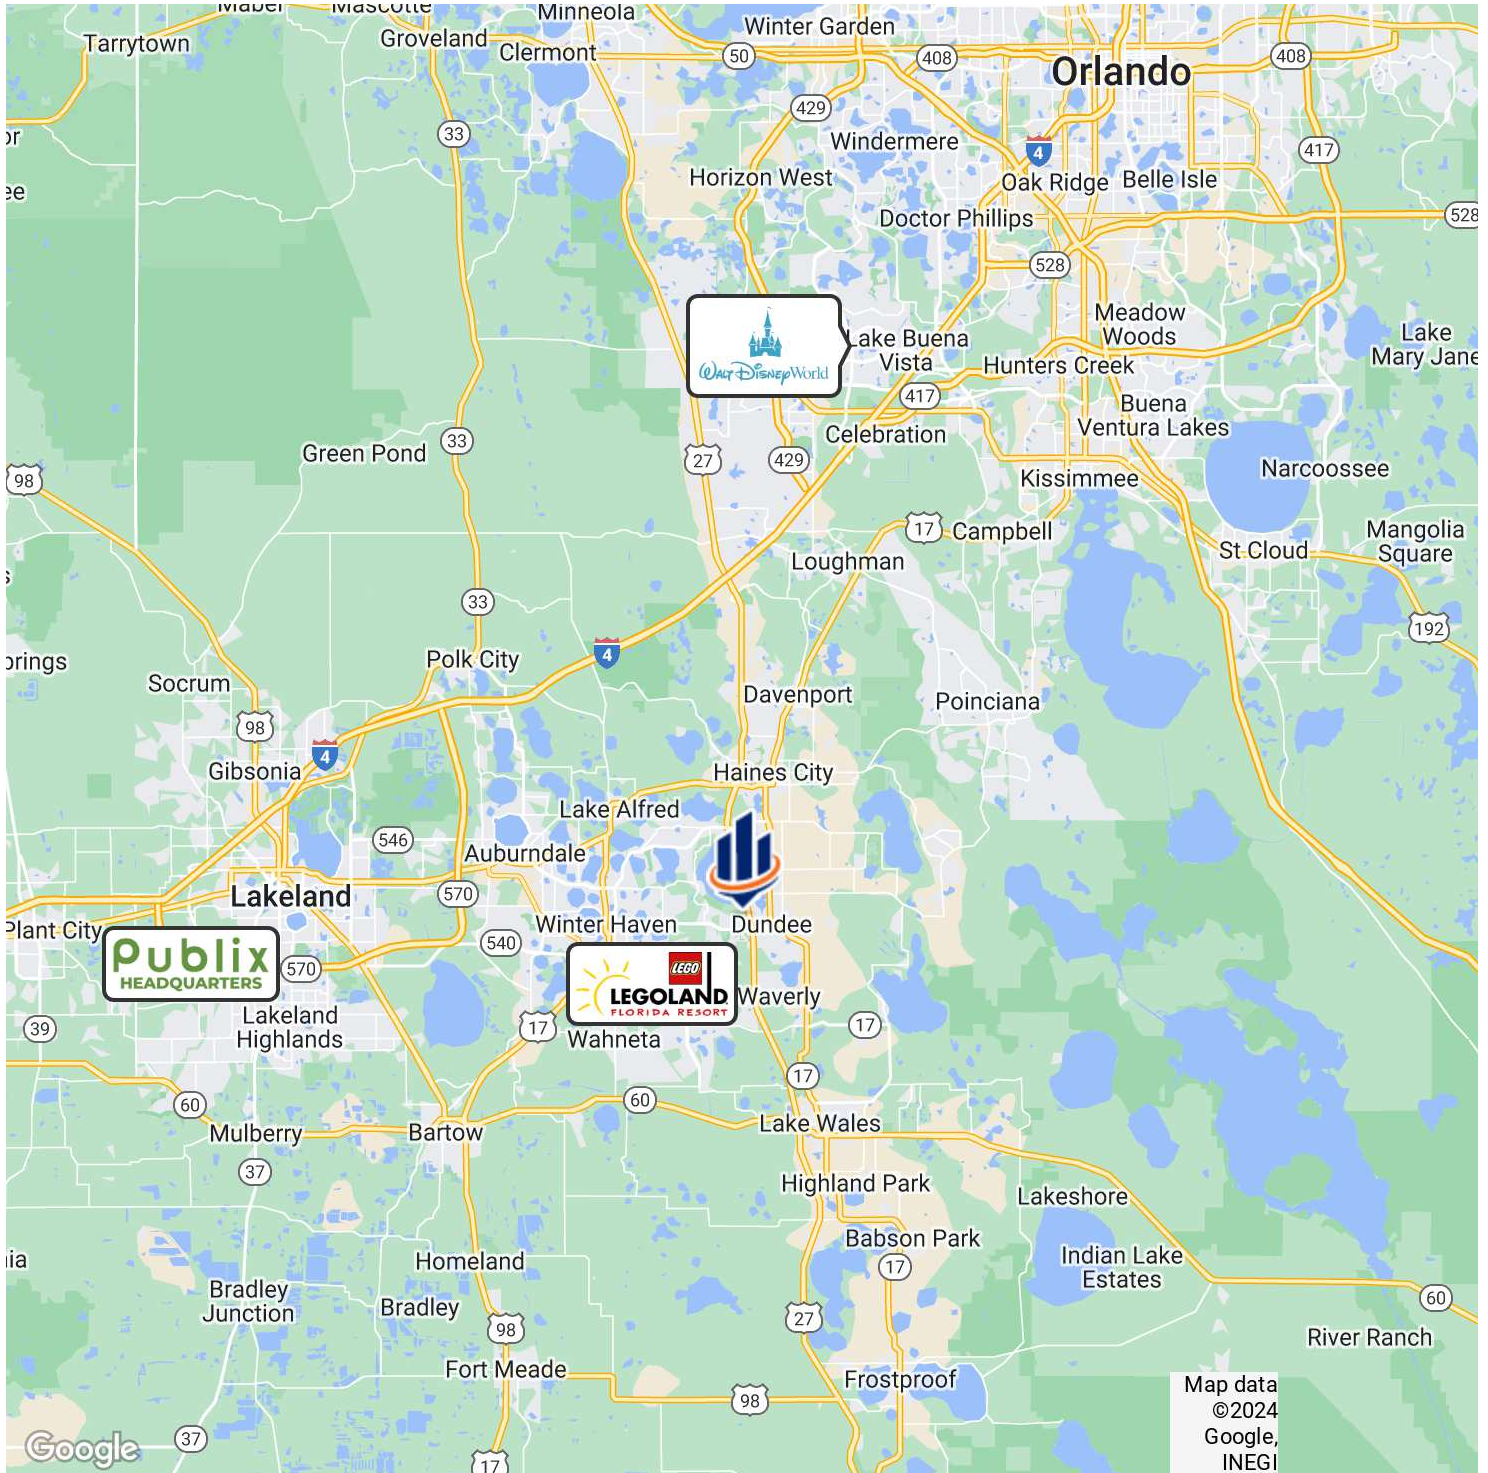 Mascotte
Minneola
Tarrytown
Groveland
Clermont
Winter Garden
50
408
Orlando
408
429
33
Windermere
4
417
Horizon West
Oak Ridge
Belle Isle
Doctor Phillips
528
528
Walt Disney World
Lake Buena
Vista
Meadow
Woods
Lake
Mary Jane
Hunters Creek
417
Buena
Ventura Lakes
Celebration
33
Green Pond
27
429
Narcoossee
98
Kissimmee
17
Campbell
Mangolia
Square
St Cloud
Loughman
33
192
4
Polk City
orings
Socrum
Davenport
Poinciana
98
4
Gibsonia
Haines City
Lake Alfred
546
Auburndale
Lakeland
570
Plant City
Winter Haven
Dundee
540
Publix
HEADQUARTERS
570
LEGO
LEGOLAND
FLORIDA RESORT
Waverly
Lakeland
Highlands
39
17
Wahneta
17
17
60
60
Mulberry
Bartow
Lake Wales
37
Highland Park
Lakeshore
Babson Park
Homeland
17
Indian Lake
Estates
Bradley
Junction
Bradley
60
98
27
River Ranch
Fort Meade
Frostproof
98
37
17
Google
Map data
©2024
Google,
INEGI